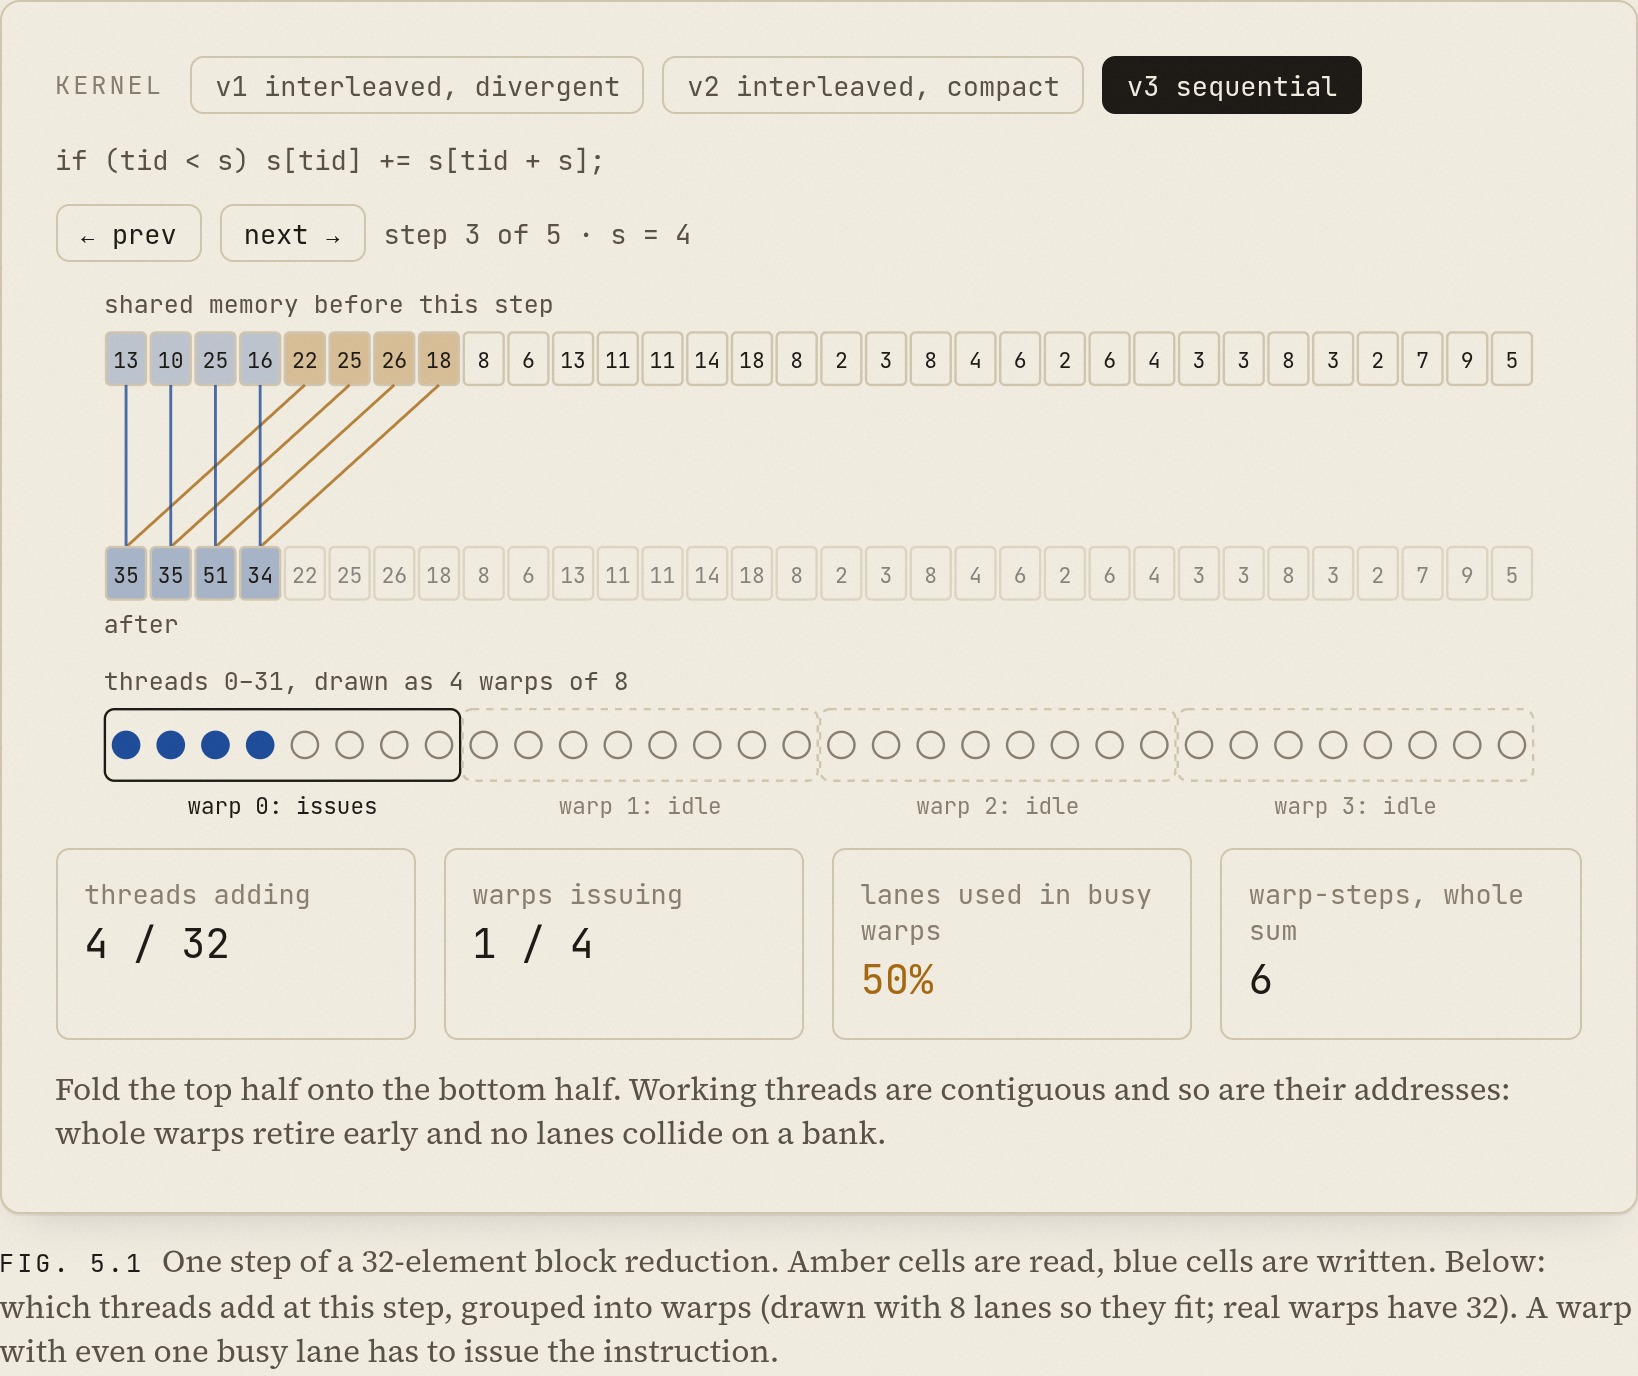 KERNEL v1 interleaved, divergent v2 interleaved, compact v3 sequential
if (tid < s) s[tid] += s[tid + s];
← prev next → step 3 of 5 · s = 4
shared memory before this step
13 10 25 16 22 25 26 18 8 6 13 11 11 14 18 8 2 3 8 4 6 2 6 4 3 3 8 3 2 7 9 5
35 35 51 34 22 25 26 18 8 6 13 11 11 14 18 8 2 3 8 4 6 2 6 4 3 3 8 3 2 7 9 5
after
threads 0–31, drawn as 4 warps of 8
warp 0: issues warp 1: idle warp 2: idle warp 3: idle
threads adding
4 / 32
warps issuing
1 / 4
lanes used in busy
warps
50%
warp-steps, whole
sum
6
Fold the top half onto the bottom half. Working threads are contiguous and so are their addresses:
whole warps retire early and no lanes collide on a bank.
FIG. 5.1 One step of a 32-element block reduction. Amber cells are read, blue cells are written. Below:
which threads add at this step, grouped into warps (drawn with 8 lanes so they fit; real warps have 32). A warp
with even one busy lane has to issue the instruction.